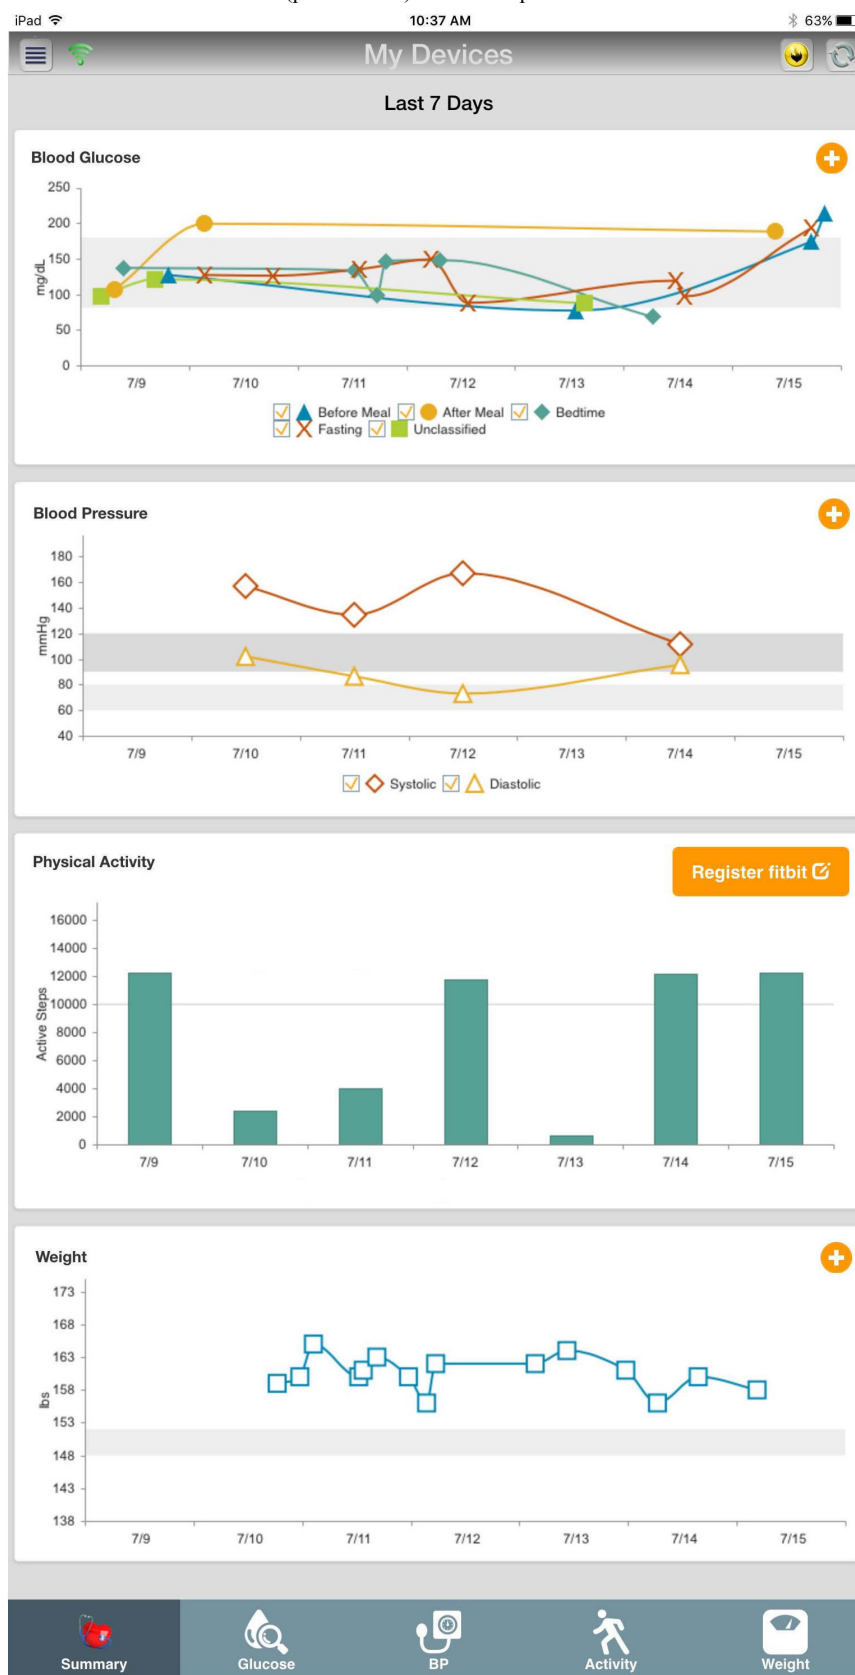 iPad 10:37 AM 63%
My Devices
Last 7 Days
Blood Glucose
250
200
150
100
50
0
mg/dL
7/9 7/10 7/11 7/12 7/13 7/14 7/15
Before Meal After Meal Bedtime
Fasting Unclassified
Blood Pressure
180
160
140
120
100
80
60
40
mmHg
7/9 7/10 7/11 7/12 7/13 7/14 7/15
Systolic Diastolic
Physical Activity
Register fitbit
16000
14000
12000
10000
8000
6000
4000
2000
0
Active Steps
7/9 7/10 7/11 7/12 7/13 7/14 7/15
Weight
173
168
163
158
153
148
143
138
lbs
7/9 7/10 7/11 7/12 7/13 7/14 7/15
Summary Glucose BP Activity Weight